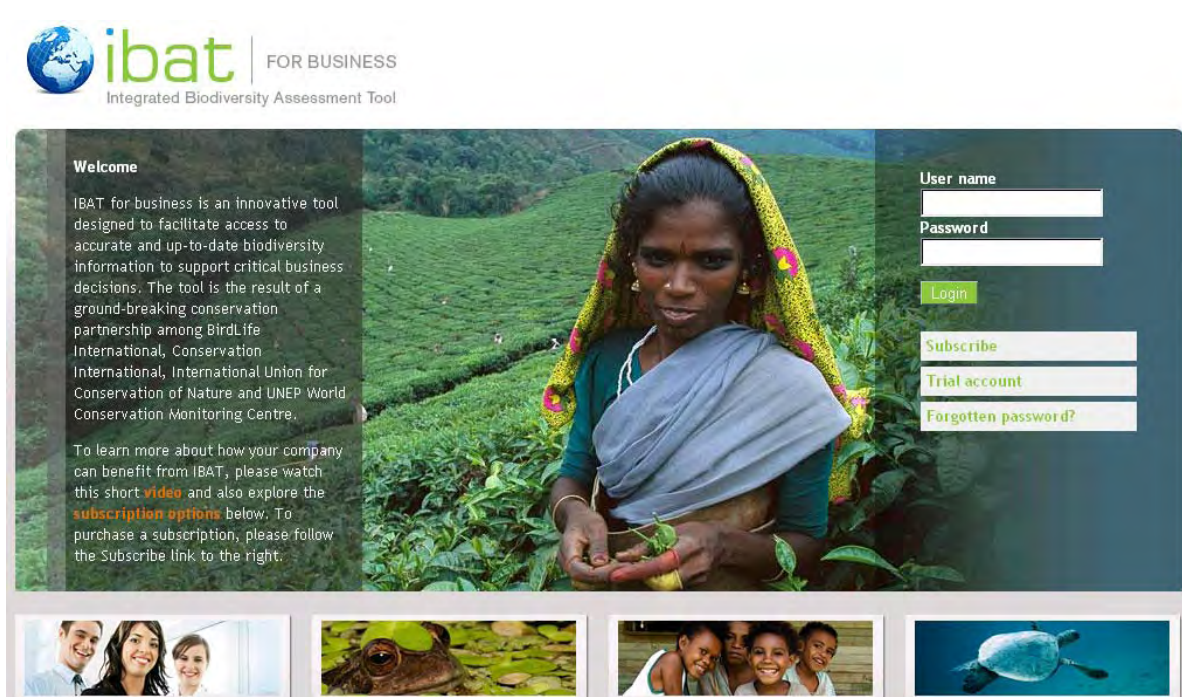 ibat FOR BUSINESS
Integrated Biodiversity Assessment Tool
Welcome
IBAT for business is an innovative tool
designed to facilitate access to
accurate and up-to-date biodiversity
information to support critical business
decisions. The tool is the result of a
ground-breaking conservation
partnership among BirdLife
International, Conservation
International, International Union for
Conservation of Nature and UNEP World
Conservation Monitoring Centre.
To learn more about how your company
can benefit from IBAT, please watch
this short video and also explore the
subscription options below. To
purchase a subscription, please follow
the Subscribe link to the right.
User name
Password
Login
Subscribe
Trial account
Forgotten password?